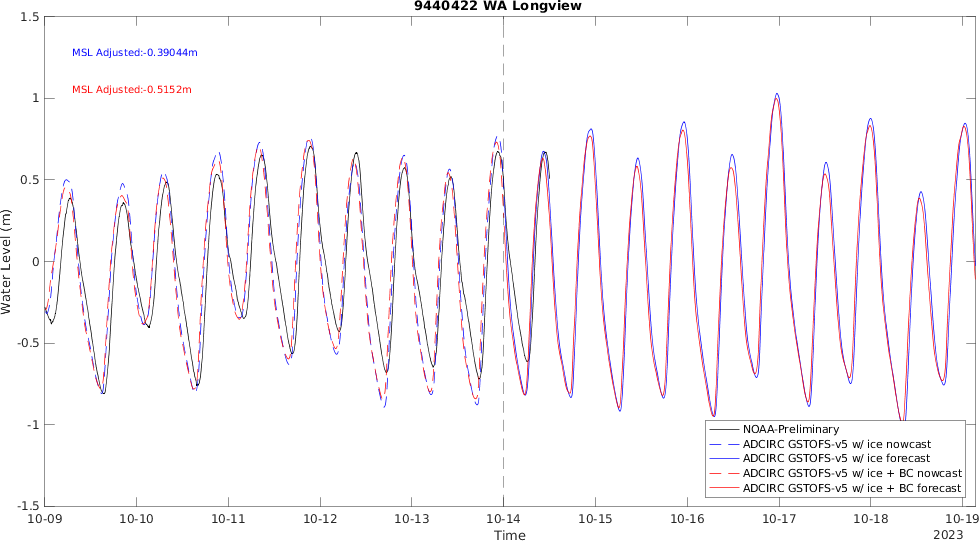 9440422 WA Longview
1.5
MSL Adjusted:-0.39044m
MSL Adjusted:-0.5152m
1
0.5
0
-0.5
-1
-1.5
Water Level (m)
NOAA-Preliminary
ADCIRC GSTOFS-v5 w/ ice nowcast
ADCIRC GSTOFS-v5 w/ ice forecast
ADCIRC GSTOFS-v5 w/ ice + BC nowcast
ADCIRC GSTOFS-v5 w/ ice + BC forecast
10-09 10-10 10-11 10-12 10-13 10-14 10-15 10-16 10-17 10-18 10-19
Time
2023